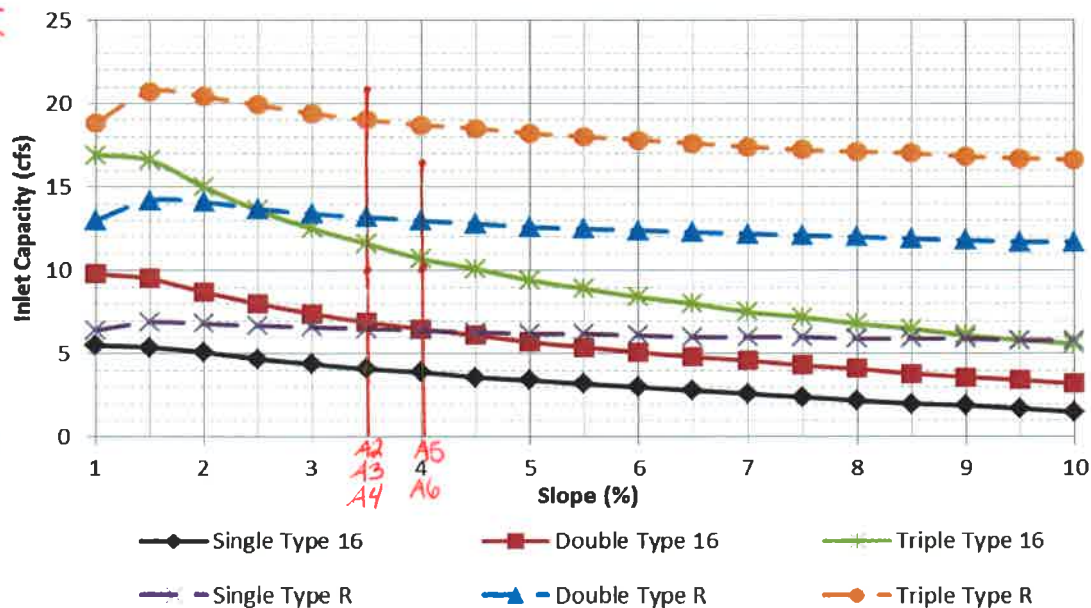 25
20
15
10
5
0
Inlet Capacity (cfs)
1 2 3 4 5 6 7 8 9 10
A2 A5
A3 A6
A4
Slope (%)
Single Type 16 Double Type 16 Triple Type 16
Single Type R Double Type R Triple Type R